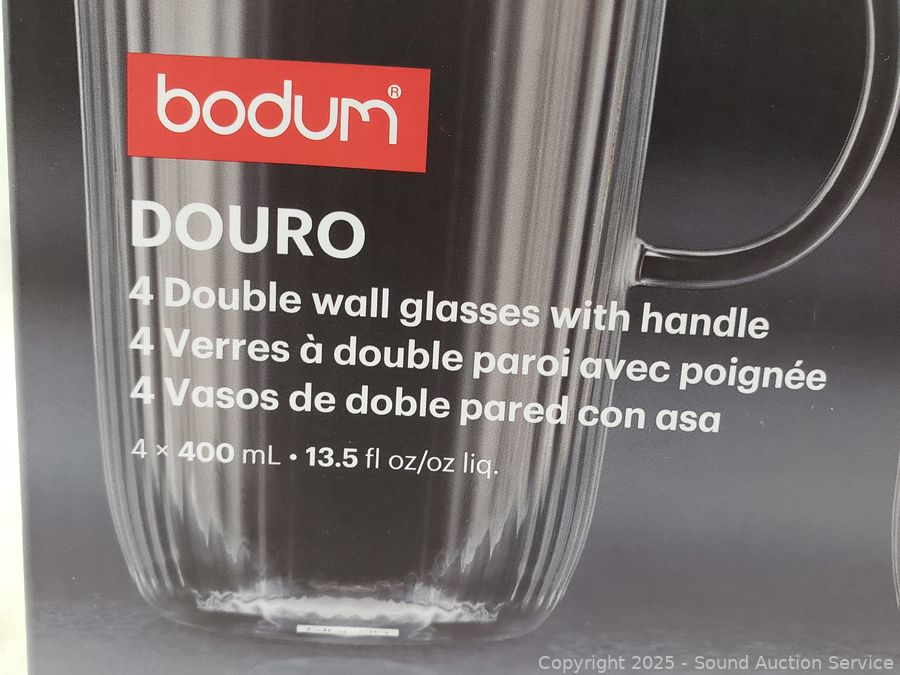 bodum®
DOURO
4 Double wall glasses with handle
4 Verres à double paroi avec poignée
4 Vasos de doble pared con asa
4 × 400 mL • 13.5 fl oz/oz liq.
Copyright 2025 - Sound Auction Service